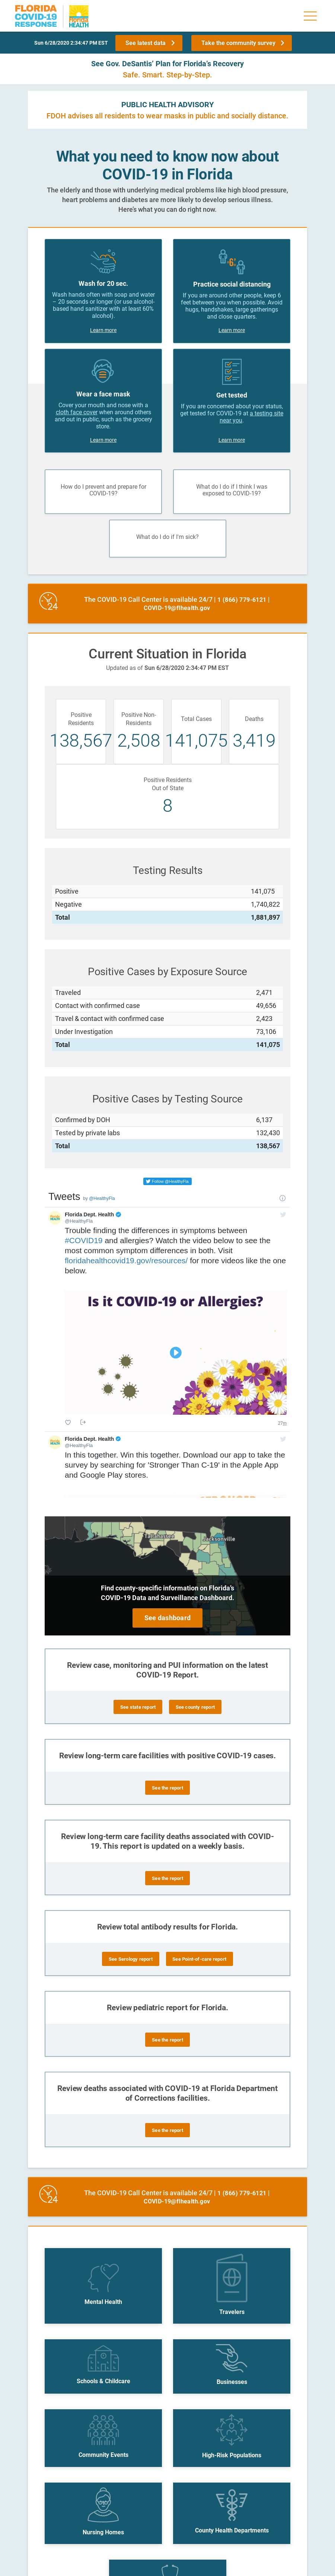 FLORIDA
COVID-19
RESPONSE
Florida
HEALTH
Sun 6/28/2020 2:34:47 PM EST
See latest data
Take the community survey
See Gov. DeSantis’ Plan for Florida’s Recovery
Safe. Smart. Step-by-Step.
PUBLIC HEALTH ADVISORY
FDOH advises all residents to wear masks in public and socially distance.
What you need to know now about
COVID-19 in Florida
The elderly and those with underlying medical problems like high blood pressure,
heart problems and diabetes are more likely to develop serious illness.
Here’s what you can do right now.
Wash for 20 sec.
Wash hands often with soap and water
– 20 seconds or longer (or use alcohol-
based hand sanitizer with at least 60%
alcohol).
Learn more
6'
Practice social distancing
If you are around other people, keep 6
feet between you when possible. Avoid
hugs, handshakes, large gatherings
and close quarters.
Learn more
Wear a face mask
Cover your mouth and nose with a
cloth face cover when around others
and out in public, such as the grocery
store.
Learn more
Get tested
If you are concerned about your status,
get tested for COVID-19 at a testing site
near you.
Learn more
How do I prevent and prepare for
COVID-19?
What do I do if I think I was
exposed to COVID-19?
What do I do if I'm sick?
24
The COVID-19 Call Center is available 24/7 | 1 (866) 779-6121 |
COVID-19@flhealth.gov
Current Situation in Florida
Updated as of Sun 6/28/2020 2:34:47 PM EST
Positive
Residents
138,567
Positive Non-
Residents
2,508
Total Cases
141,075
Deaths
3,419
Positive Residents
Out of State
8
Testing Results
Positive 141,075
Negative 1,740,822
Total 1,881,897
Positive Cases by Exposure Source
Traveled 2,471
Contact with confirmed case 49,656
Travel & contact with confirmed case 2,423
Under Investigation 73,106
Total 141,075
Positive Cases by Testing Source
Confirmed by DOH 6,137
Tested by private labs 132,430
Total 138,567
Follow @HealthyFla
Tweets by @HealthyFla
Florida Dept. Health
@HealthyFla
Trouble finding the differences in symptoms between
#COVID19 and allergies? Watch the video below to see the
most common symptom differences in both. Visit
floridahealthcovid19.gov/resources/ for more videos like the one
below.
Is it COVID-19 or Allergies?
27m
Florida Dept. Health
@HealthyFla
In this together. Win this together. Download our app to take the
survey by searching for 'Stronger Than C-19' in the Apple App
and Google Play stores.
Tallahassee
Jacksonville
Find county-specific information on Florida’s
COVID-19 Data and Surveillance Dashboard.
See dashboard
Review case, monitoring and PUI information on the latest
COVID-19 Report.
See state report
See county report
Review long-term care facilities with positive COVID-19 cases.
See the report
Review long-term care facility deaths associated with COVID-
19. This report is updated on a weekly basis.
See the report
Review total antibody results for Florida.
See Serology report
See Point-of-care report
Review pediatric report for Florida.
See the report
Review deaths associated with COVID-19 at Florida Department
of Corrections facilities.
See the report
24
The COVID-19 Call Center is available 24/7 | 1 (866) 779-6121 |
COVID-19@flhealth.gov
Mental Health
Travelers
Schools & Childcare
Businesses
Community Events
High-Risk Populations
Nursing Homes
County Health Departments